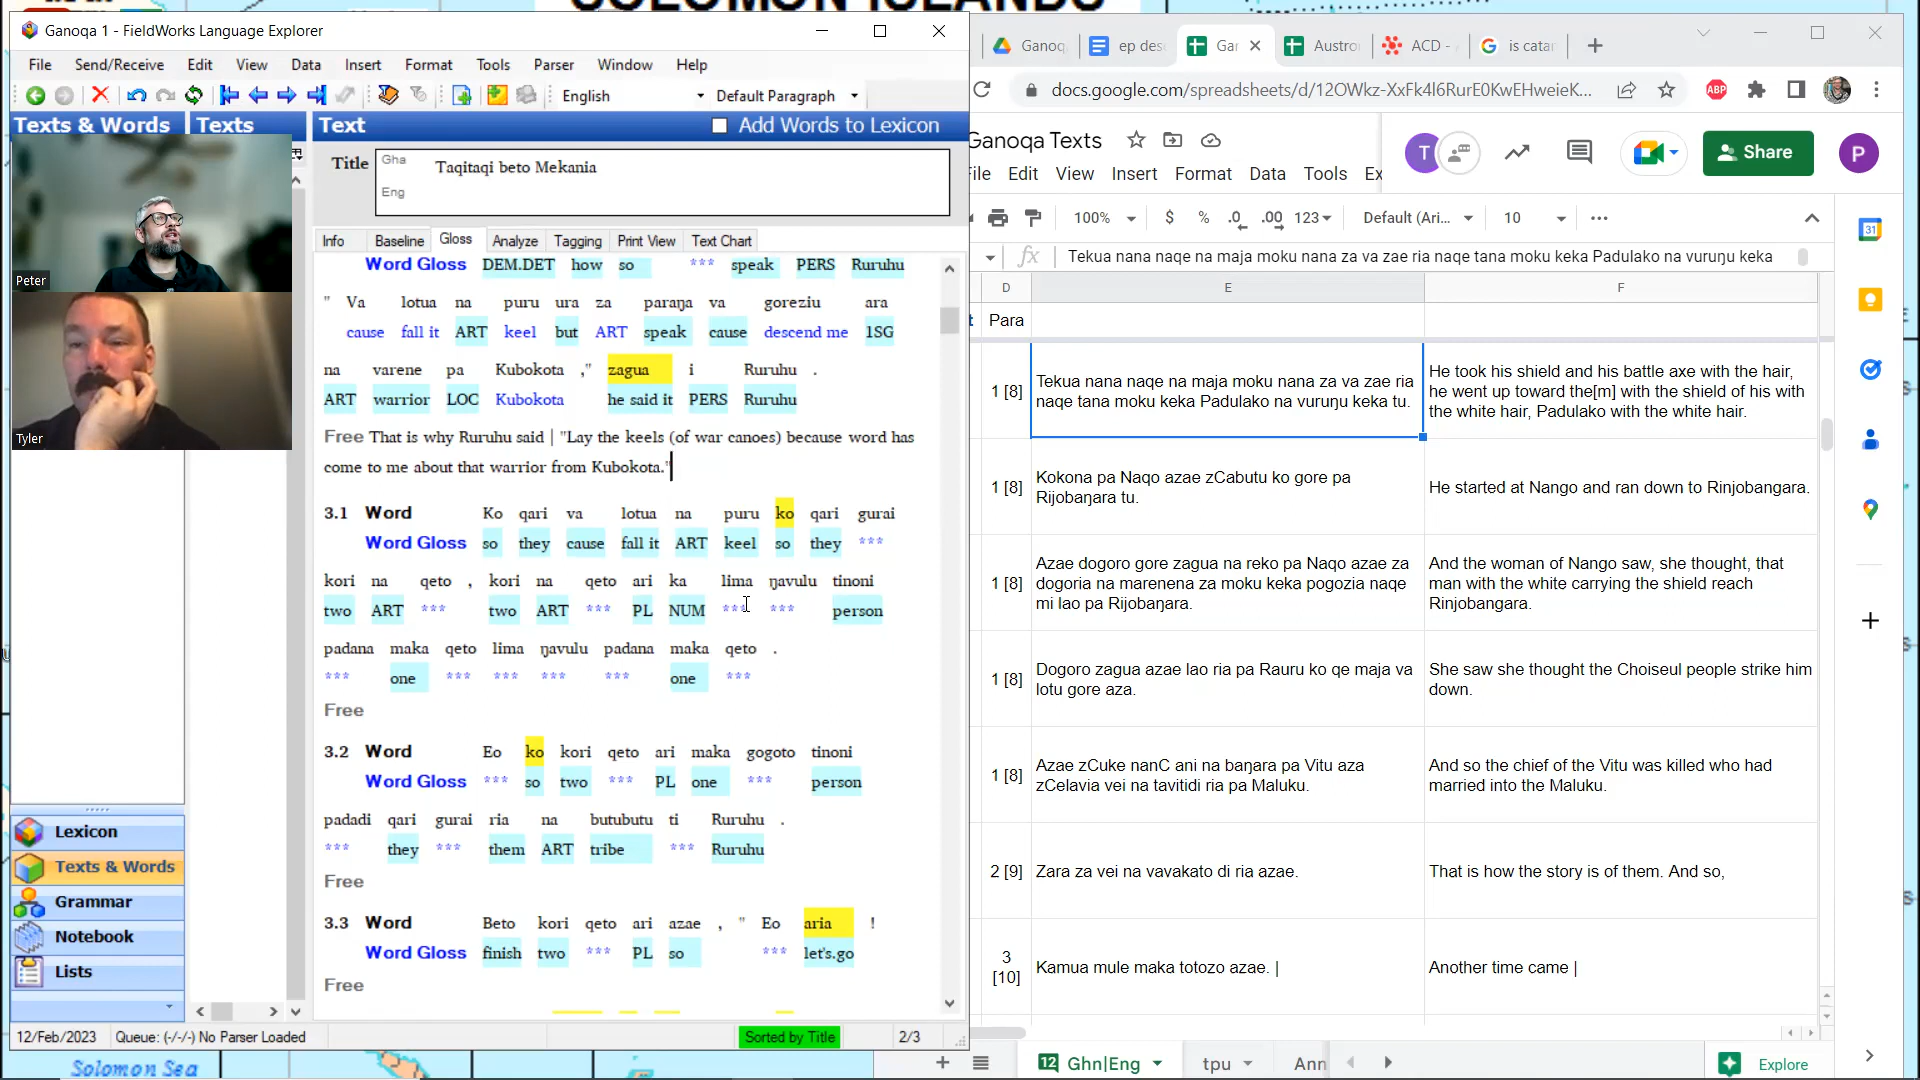 Ganoqa 1 - FieldWorks Language Explorer
File Send/Receive Edit View Data Insert Format Tools Parser Window Help
English Default Paragraph
Texts & Words Texts Text Add Words to Lexicon
Title Gha Taqitaqi beto Mekania
Eng
Info Baseline Gloss Analyze Tagging Print View Text Chart
Word Gloss DEM.DET how so *** speak PERS Ruruhu
" Va lotua na puru ura za paraŋa va goreziu ara
cause fall it ART keel but ART speak cause descend me 1SG
na varene pa Kubokota ," zagua i Ruruhu .
ART warrior LOC Kubokota he said it PERS Ruruhu
Free That is why Ruruhu said | "Lay the keels (of war canoes) because word has
come to me about that warrior from Kubokota."
3.1 Word Ko qari va lotua na puru ko qari gurai
Word Gloss so they cause fall it ART keel so they ***
kori na qeto , kori na qeto ari ka lima ŋavulu tinoni
two ART *** two ART *** PL NUM *** *** person
padana maka qeto lima ŋavulu padana maka qeto .
*** one *** *** *** *** one ***
Free
3.2 Word Eo ko kori qeto ari maka gogoto tinoni
Word Gloss *** so two *** PL one *** person
padadi qari gurai ria na butubutu ti Ruruhu .
*** they *** them ART tribe *** Ruruhu
Free
3.3 Word Beto kori qeto ari azae , " Eo aria !
Word Gloss finish two *** PL so *** let's.go
Free
Peter
Tyler
Lexicon
Texts & Words
Grammar
Notebook
Lists
12/Feb/2023 Queue: (-/-/-) No Parser Loaded Sorted by Title 2/3
Solomon Sea
SOLOMON ISLANDS
Ganoq ep des Gar Austro ACD - G is cata
docs.google.com/spreadsheets/d/12OWkz-XxFk4l6RurE0KwEHweieK...
ABP
Ganoqa Texts
T Share P
File Edit View Insert Format Data Tools Ex
100% $ % .0 .00 123 Default (Ari... 10
fx Tekua nana naqe na maja moku nana za va zae ria naqe tana moku keka Padulako na vuruŋu keka
D E F
t Para
1 [8] Tekua nana naqe na maja moku nana za va zae ria
naqe tana moku keka Padulako na vuruŋu keka tu.
He took his shield and his battle axe with the hair,
he went up toward the[m] with the shield of his with
the white hair, Padulako with the white hair.
1 [8] Kokona pa Naqo azae zCabutu ko gore pa
Rijobaŋara tu.
He started at Nango and ran down to Rinjobangara.
1 [8] Azae dogoro gore zagua na reko pa Naqo azae za
dogoria na marenena za moku keka pogozia naqe
mi lao pa Rijobaŋara.
And the woman of Nango saw, she thought, that
man with the white carrying the shield reach
Rinjobangara.
1 [8] Dogoro zagua azae lao ria pa Rauru ko qe maja va
lotu gore aza.
She saw she thought the Choiseul people strike him
down.
1 [8] Azae zCuke nanC ani na baŋara pa Vitu aza
zCelavia vei na tavitidi ria pa Maluku.
And so the chief of the Vitu was killed who had
married into the Maluku.
2 [9] Zara za vei na vavakato di ria azae.
That is how the story is of them. And so,
3
[10] Kamua mule maka totozo azae. |
Another time came |
12 Ghn|Eng tpu Ann Explore
31